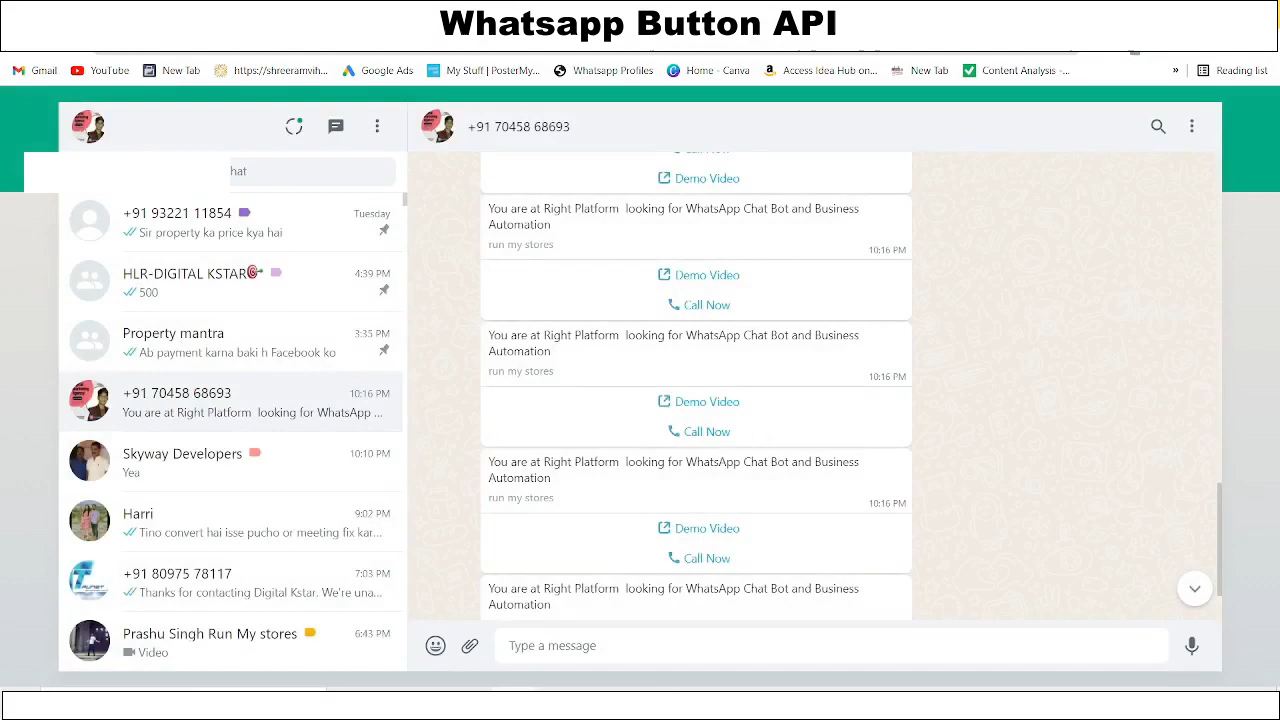 Whatsapp Button API
Gmail YouTube New Tab https://shreeramvih... Google Ads My Stuff | PosterMy... Whatsapp Profiles Home - Canva Access Idea Hub on... New Tab Content Analysis -... » Reading list
+91 70458 68693
hat
+91 93221 11854 Tuesday
Sir property ka price kya hai
HLR-DIGITAL KSTAR 4:39 PM
500
Property mantra 3:35 PM
Ab payment karna baki h Facebook ko
+91 70458 68693 10:16 PM
You are at Right Platform looking for WhatsApp ...
Skyway Developers 10:10 PM
Yea
Harri 9:02 PM
Tino convert hai isse pucho or meeting fix kar...
+91 80975 78117 7:03 PM
Thanks for contacting Digital Kstar. We're una...
Prashu Singh Run My stores 6:43 PM
Video
Demo Video
You are at Right Platform looking for WhatsApp Chat Bot and Business
Automation
run my stores
10:16 PM
Demo Video
Call Now
You are at Right Platform looking for WhatsApp Chat Bot and Business
Automation
run my stores
10:16 PM
Demo Video
Call Now
You are at Right Platform looking for WhatsApp Chat Bot and Business
Automation
run my stores
10:16 PM
Demo Video
Call Now
You are at Right Platform looking for WhatsApp Chat Bot and Business
Automation
Type a message